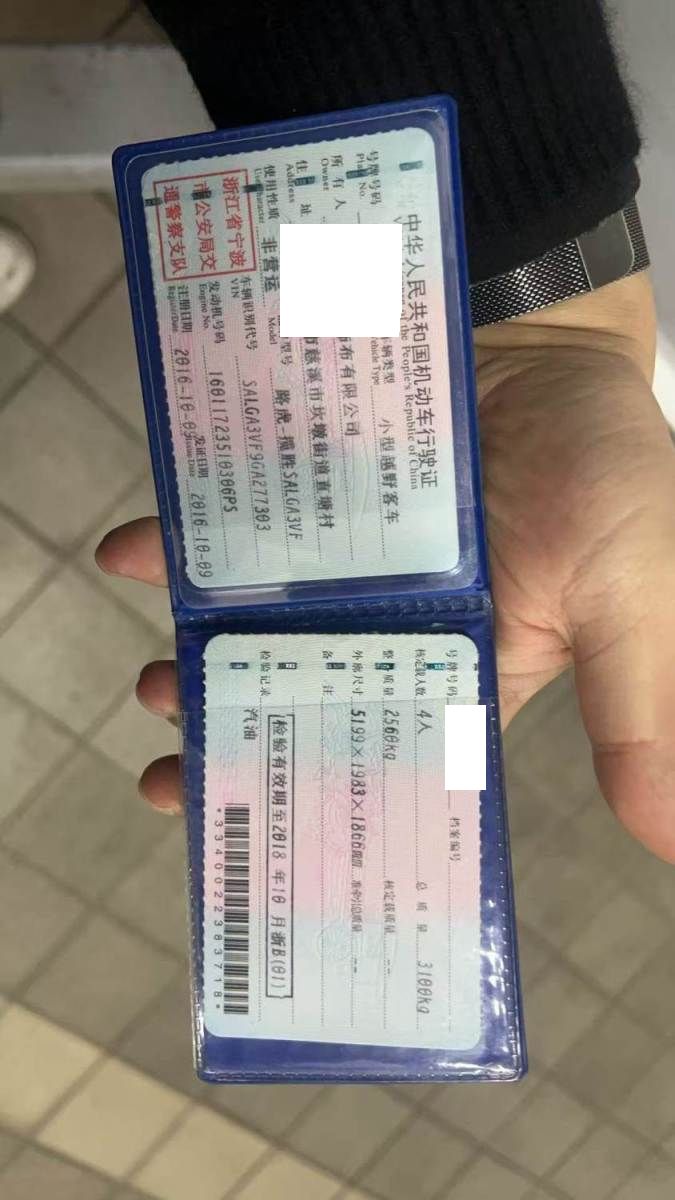 中华人民共和国机动车行驶证
of the People's Republic of China
号牌号码
Plate No.
车辆类型
Vehicle Type
小型越野客车
所有人
Owner
布有限公司
住址
Address
慈溪市坎墩街道直塘村
使用性质
Use Character
非营运
型号
Model
路虎-揽胜SALGA3VF
浙江省宁波
市公安局交
通警察支队
车辆识别代号
VIN
SALGA3VF9GA277303
发动机号码
Engine No.
16011723510306PS
注册日期
Register Date
2016-10-09
发证日期
Issue Date
2016-10-09
号牌号码
档案编号
核定载人数 4人
总质量 3100kg
整备质量 2560kg
核定载质量 --
外廓尺寸 5199×1983×1866mm
准牵引总质量 --
备注
检验有效期至2018年10月浙B(01)
检验记录
汽油
*3340022383718*